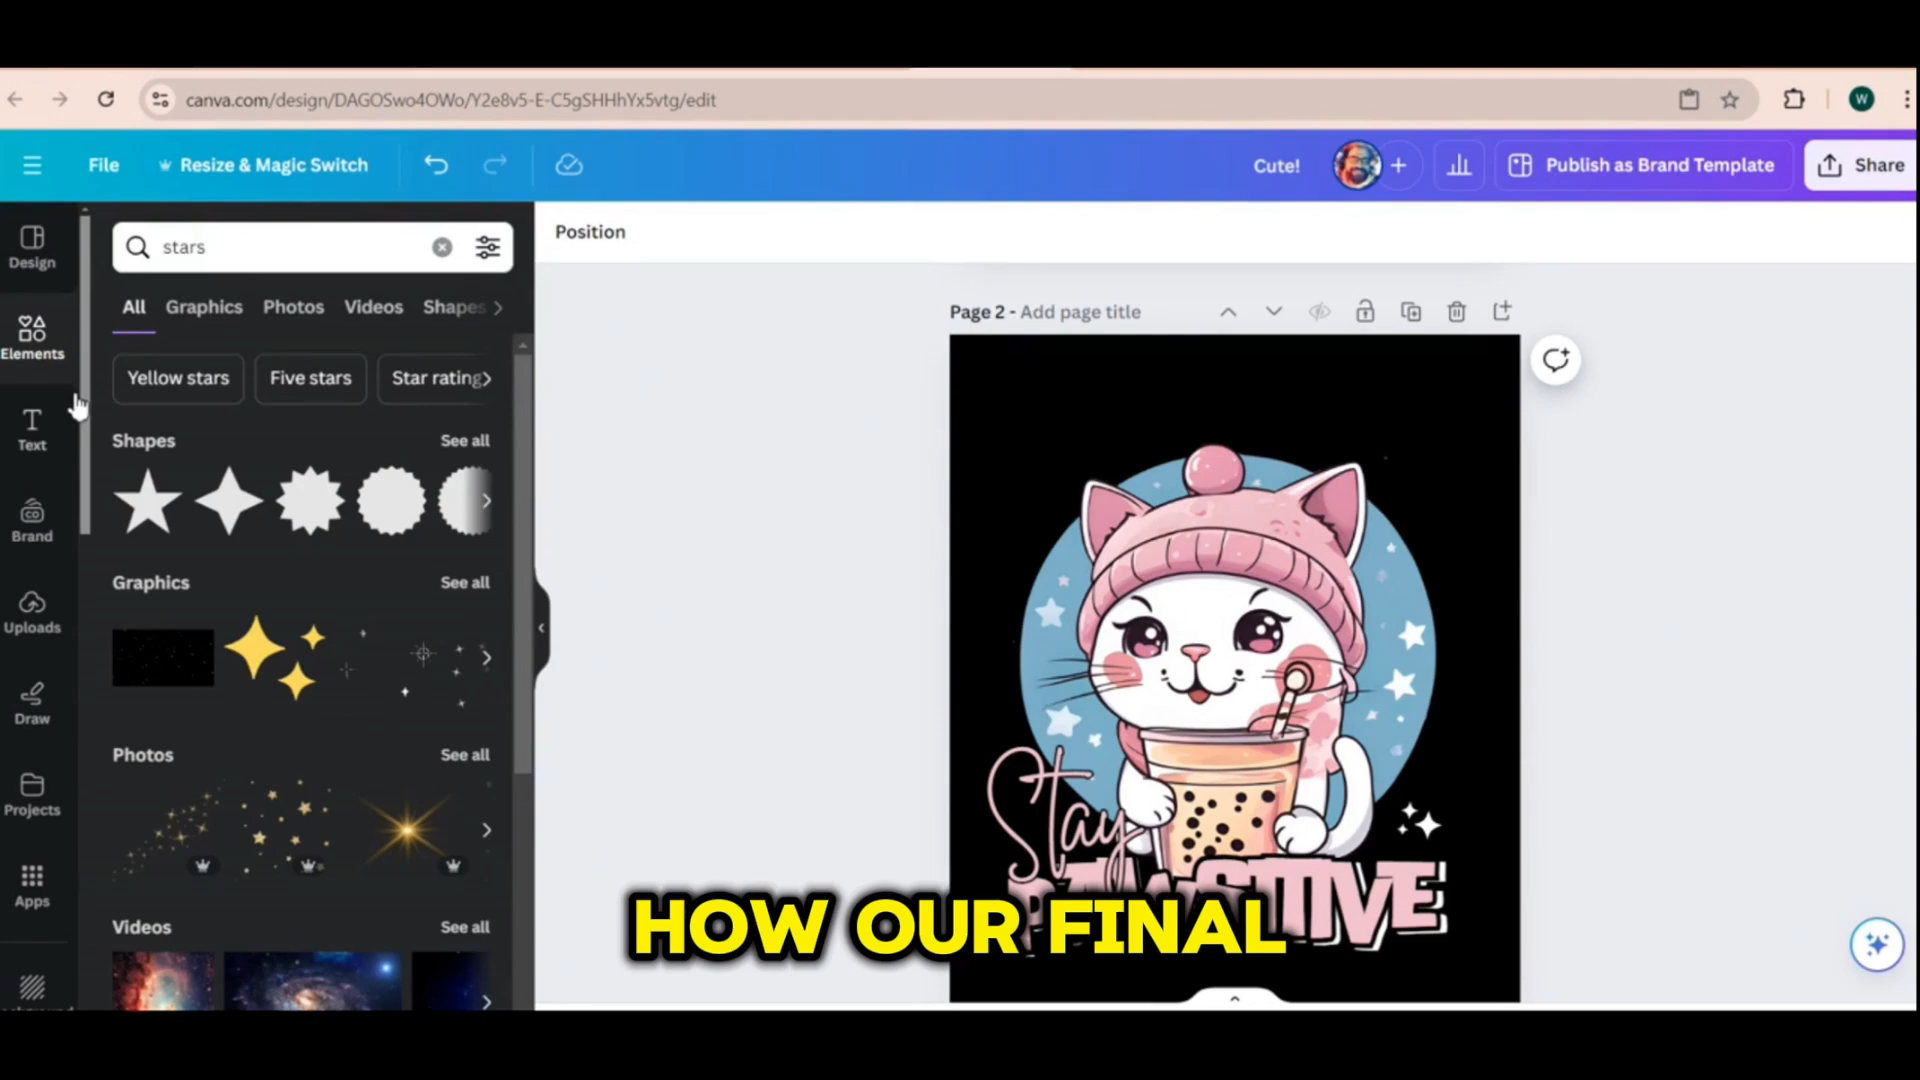 canva.com/design/DAGOSwo4OWo/Y2e8v5-E-C5gSHHhYx5vtg/edit
W
File
Resize & Magic Switch
Cute!
Publish as Brand Template
Share
Design
Elements
Text
Brand
CO
Uploads
Draw
Projects
Apps
stars
All
Graphics
Photos
Videos
Shapes
Yellow stars
Five stars
Star rating
Shapes
See all
Graphics
See all
Photos
See all
Videos
See all
Position
Page 2 - Add page title
Stay
HOW OUR FINAL